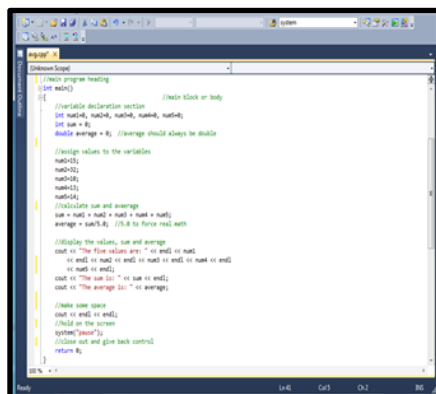 system
avg.cpp*
Document Outline
(Unknown Scope)
//main program heading
int main()
{ //main block or body
//variable declaration section
int num1=0, num2=0, num3=0, num4=0, num5=0;
int sum = 0;
double average = 0; //average should always be double
//assign values to the variables
num1=15;
num2=32;
num3=10;
num4=13;
num5=14;
//calculate sum and avaerage
sum = num1 + num2 + num3 + num4 + num5;
average = sum/5.0; //5.0 to force real math
//display the values, sum and average
cout << "The five values are: " << endl << num1
<< endl << num2 << endl << num3 << endl << num4 << endl
<< num5 << endl;
cout << "The sum is: " << sum << endl;
cout << "The average is: " << average;
//make some space
cout << endl << endl;
//hold on the screen
system("pause");
//close out and give back control
return 0;
}
100 %
Ready Ln 41 Col 5 Ch 2 INS